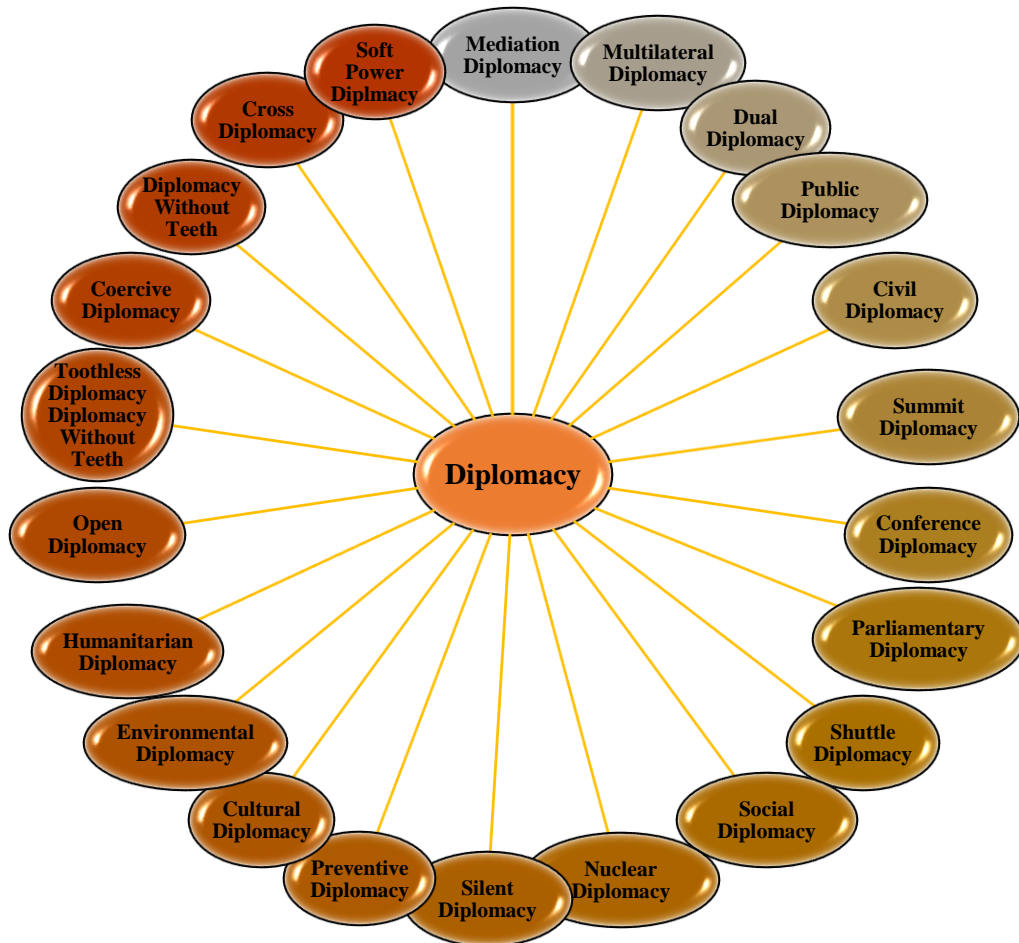 Mediation
Diplomacy
Multilateral
Diplomacy
Dual
Diplomacy
Public
Diplomacy
Civil
Diplomacy
Summit
Diplomacy
Conference
Diplomacy
Parliamentary
Diplomacy
Shuttle
Diplomacy
Social
Diplomacy
Nuclear
Diplomacy
Silent
Diplomacy
Preventive
Diplomacy
Cultural
Diplomacy
Environmental
Diplomacy
Humanitarian
Diplomacy
Open
Diplomacy
Toothless
Diplomacy
Diplomacy
Without
Teeth
Coercive
Diplomacy
Diplomacy
Without
Teeth
Cross
Diplomacy
Soft
Power
Diplmacy
Diplomacy